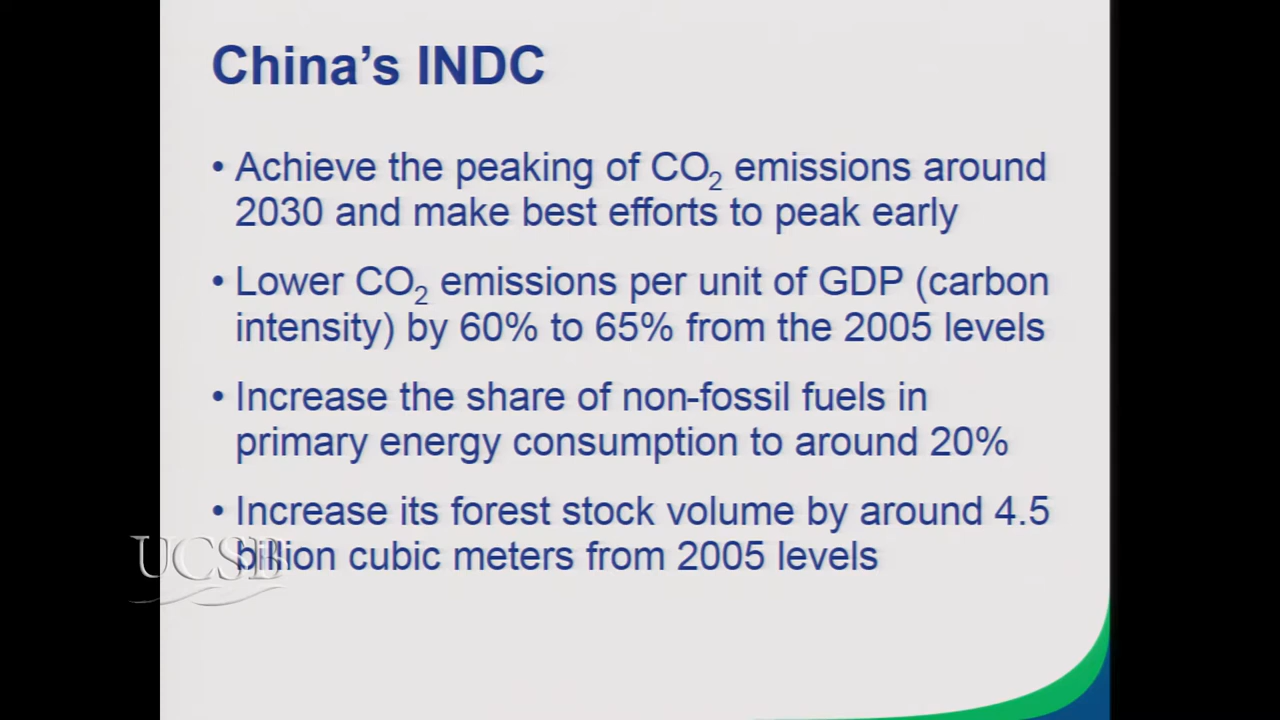 China’s INDC
• Achieve the peaking of CO₂ emissions around
2030 and make best efforts to peak early
• Lower CO₂ emissions per unit of GDP (carbon
intensity) by 60% to 65% from the 2005 levels
• Increase the share of non-fossil fuels in
primary energy consumption to around 20%
• Increase its forest stock volume by around 4.5
billion cubic meters from 2005 levels
UCSB